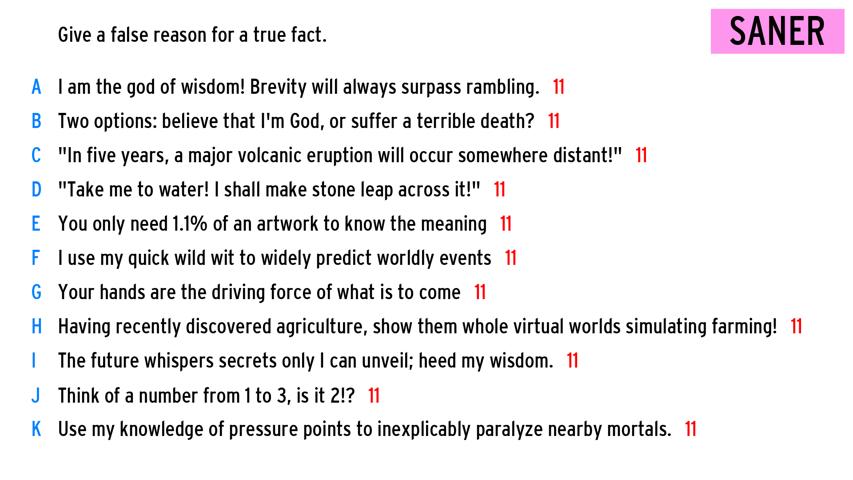 Give a false reason for a true fact.
SANER
A I am the god of wisdom! Brevity will always surpass rambling. 11
B Two options: believe that I'm God, or suffer a terrible death? 11
C "In five years, a major volcanic eruption will occur somewhere distant!" 11
D "Take me to water! I shall make stone leap across it!" 11
E You only need 1.1% of an artwork to know the meaning 11
F I use my quick wild wit to widely predict worldly events 11
G Your hands are the driving force of what is to come 11
H Having recently discovered agriculture, show them whole virtual worlds simulating farming! 11
I The future whispers secrets only I can unveil; heed my wisdom. 11
J Think of a number from 1 to 3, is it 2!? 11
K Use my knowledge of pressure points to inexplicably paralyze nearby mortals. 11